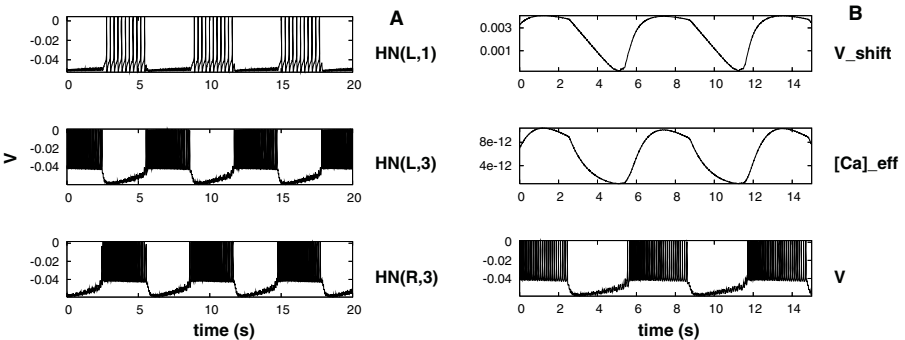 A
0
-0.02
-0.04
HN(L,1)
0 5 10 15 20
0
-0.02
-0.04
HN(L,3)
0 5 10 15 20
V
0
-0.02
-0.04
HN(R,3)
0 5 10 15 20
time (s)
B
0.003
0.001
V_shift
0 2 4 6 8 10 12 14
8e-12
4e-12
[Ca]_eff
0 2 4 6 8 10 12 14
0
-0.02
-0.04
V
0 2 4 6 8 10 12 14
time (s)